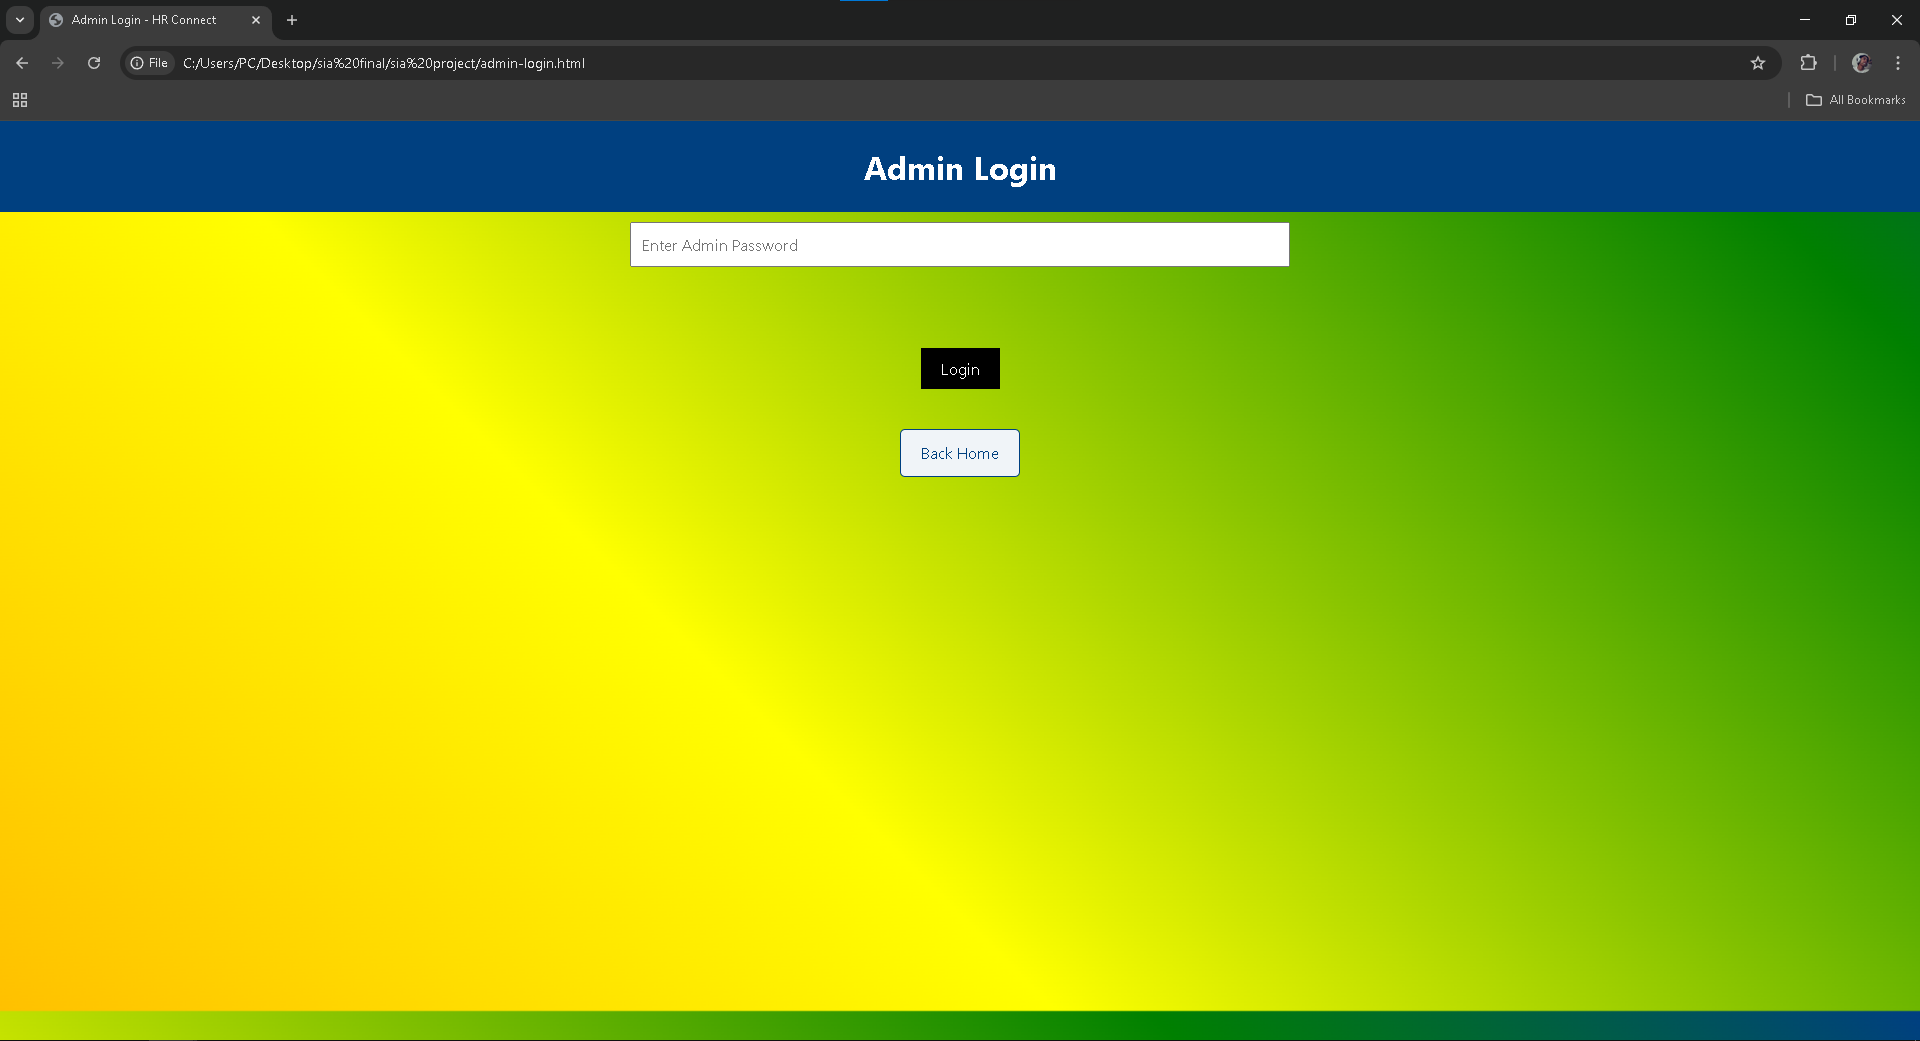 Admin Login - HR Connect
File
C:/Users/PC/Desktop/sia%20final/sia%20project/admin-login.html
All Bookmarks
Admin Login
Enter Admin Password
Login
Back Home